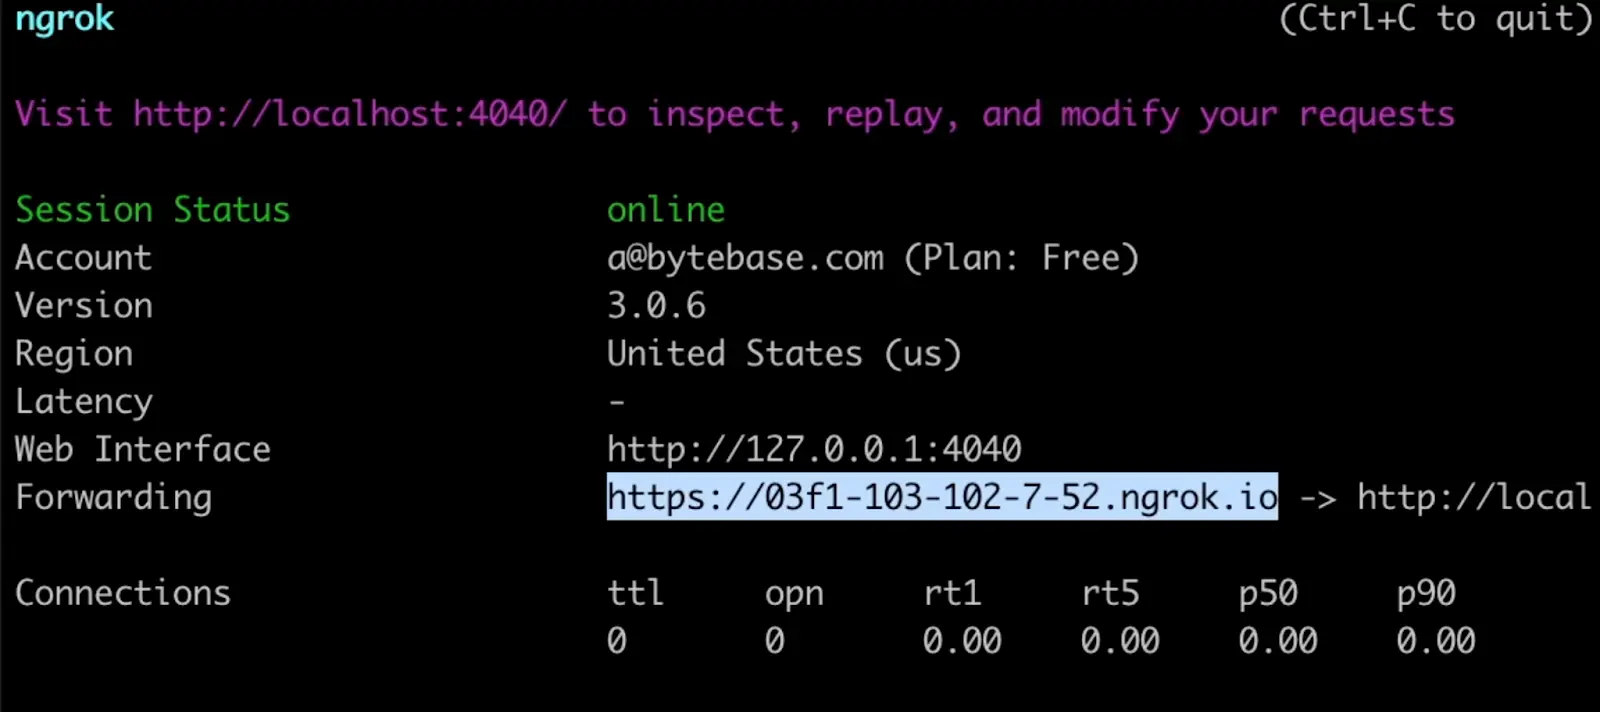 ngrok (Ctrl+C to quit)
Visit http://localhost:4040/ to inspect, replay, and modify your requests
Session Status online
Account a@bytebase.com (Plan: Free)
Version 3.0.6
Region United States (us)
Latency -
Web Interface http://127.0.0.1:4040
Forwarding https://03f1-103-102-7-52.ngrok.io -> http://local
Connections ttl opn rt1 rt5 p50 p90
0 0 0.00 0.00 0.00 0.00